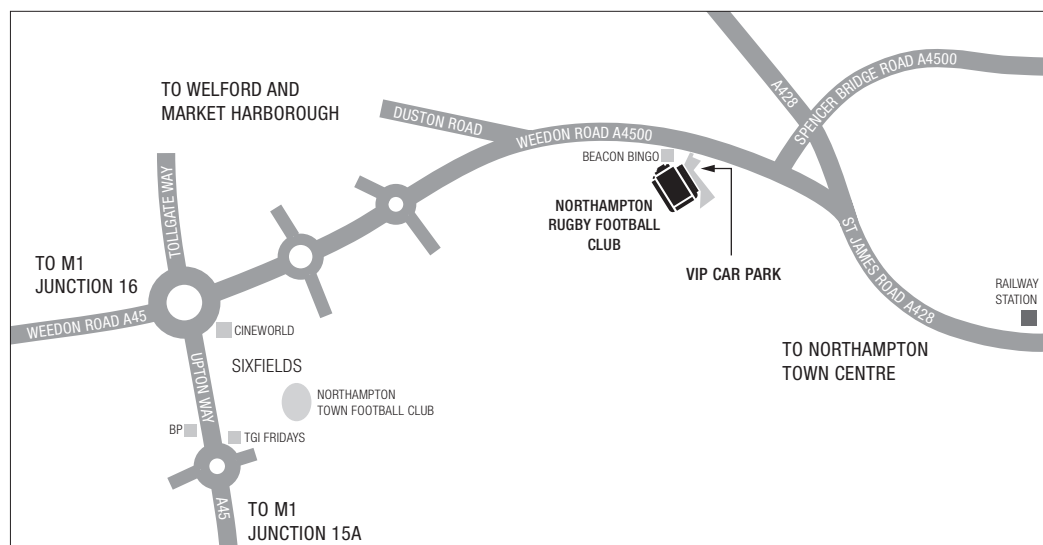 TO WELFORD AND
MARKET HARBOROUGH
DUSTON ROAD
WEEDON ROAD A4500
A428
SPENCER BRIDGE ROAD A4500
BEACON BINGO
NORTHAMPTON
RUGBY FOOTBALL
CLUB
VIP CAR PARK
TOLLGATE WAY
TO M1
JUNCTION 16
WEEDON ROAD A45
CINEWORLD
SIXFIELDS
UPTON WAY
NORTHAMPTON
TOWN FOOTBALL CLUB
BP
TGI FRIDAYS
A45
TO M1
JUNCTION 15A
ST JAMES ROAD A428
RAILWAY
STATION
TO NORTHAMPTON
TOWN CENTRE